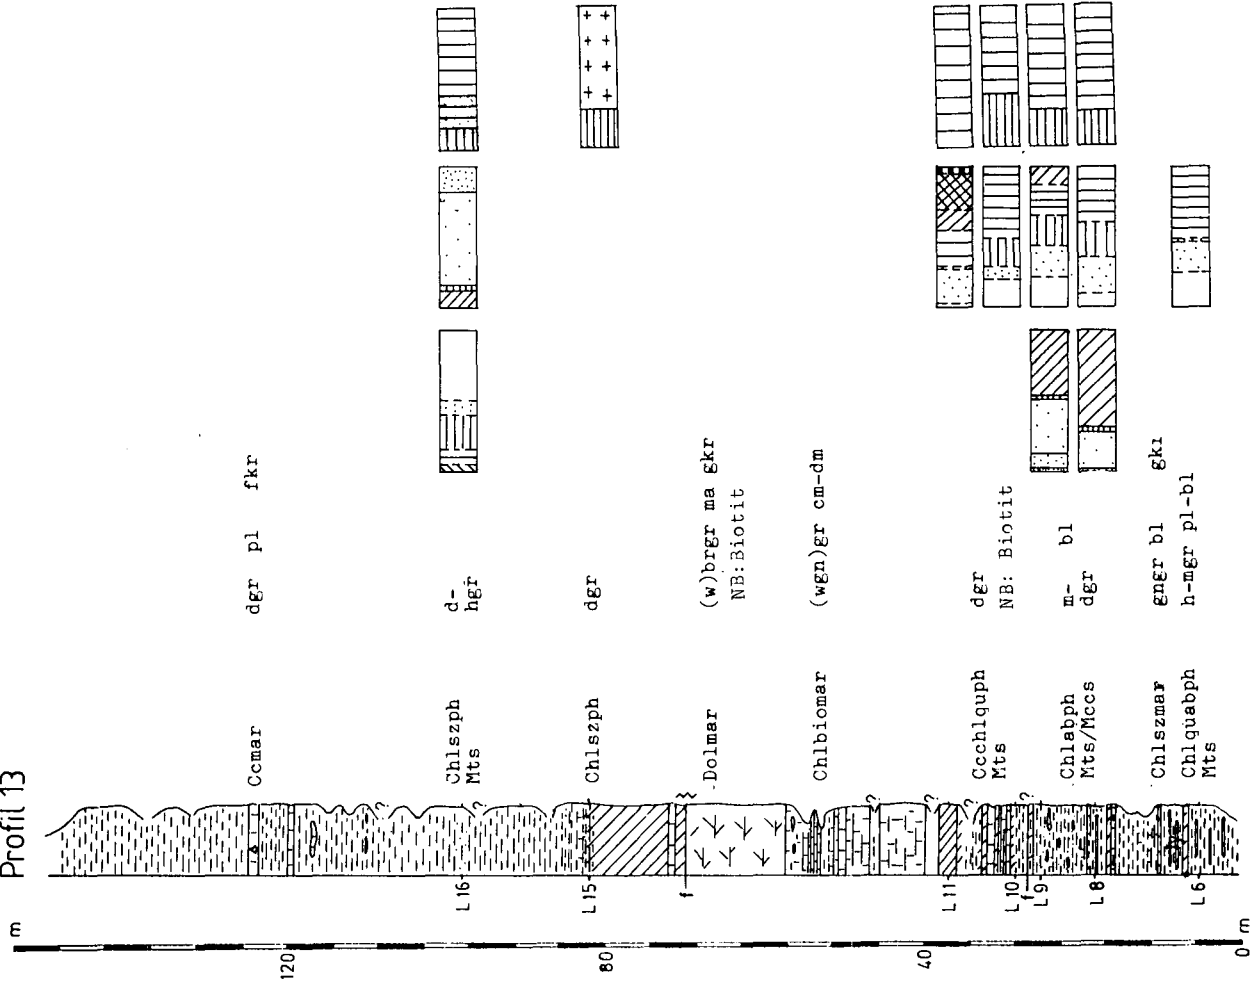 Profil 13
m
120
80
40
0 m
L 16
L 15
f
L 11
L 10
f
L 9
L 8
L 6
?
?
?
?
?
?
?
Ccmar
dgr pl fkr
Chlszph
Mts
d-
hgr
Chlszph
dgr
Dolmar
(w)brgr ma gkr
NB:Biotit
Chlbiomar
(wgn)gr cm-dm
Ccchlquph
Mts
dgr
NB: Biotit
Chlabph
Mts/Mccs
m- bl
dgr
Chlszmar
gngr bl gkr
Chlquabph
Mts
h-mgr pl-bl